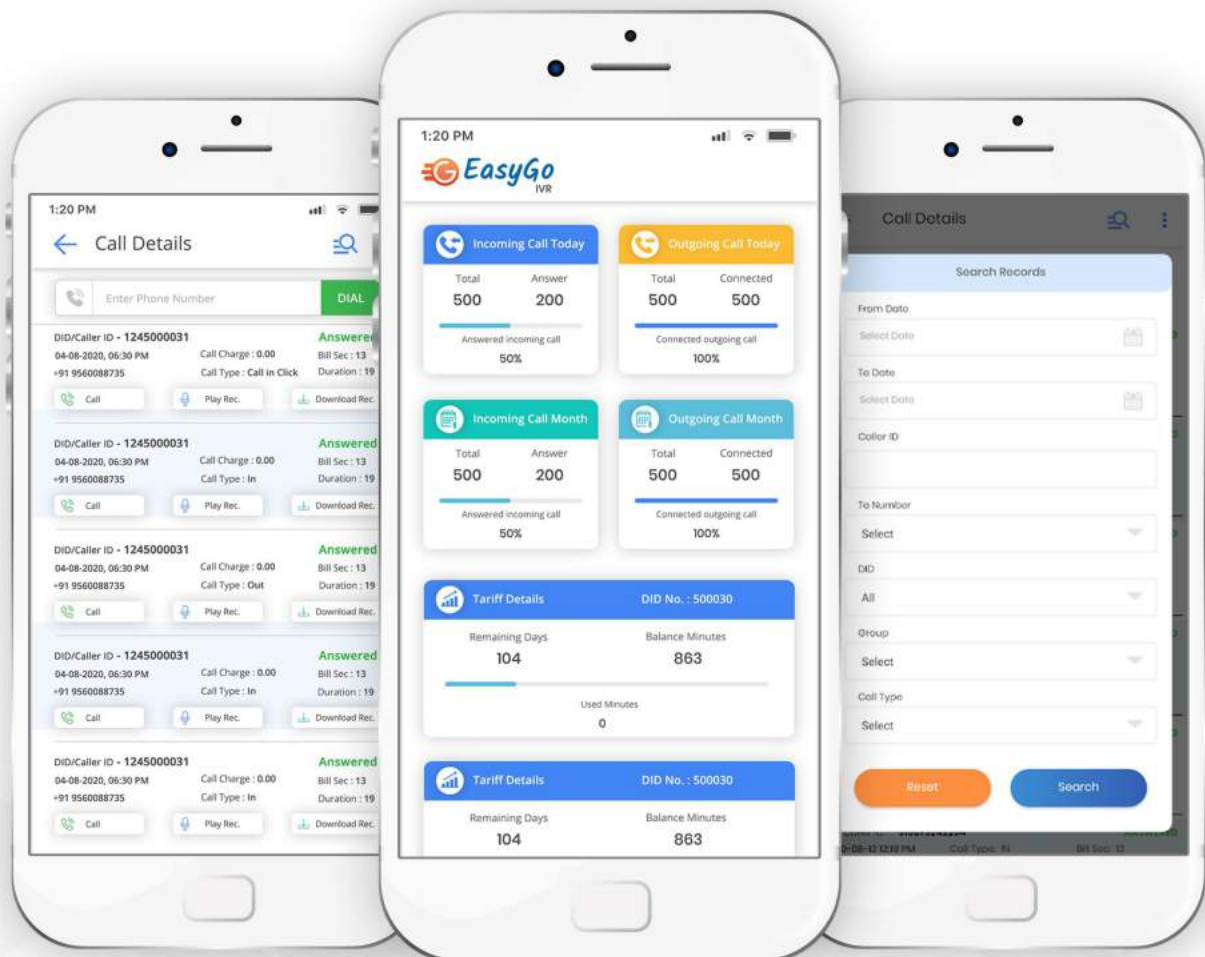 1:20 PM
Call Details
Enter Phone Number
DIAL
DID/Caller ID - 1245000031
Answered
04-08-2020, 06:30 PM
Call Charge : 0.00
Bill Sec : 13
+91 9560088735
Call Type : Call in Click
Duration : 19
Call
Play Rec.
Download Rec.
DID/Caller ID - 1245000031
Answered
04-08-2020, 06:30 PM
Call Charge : 0.00
Bill Sec : 13
+91 9560088735
Call Type : In
Duration : 19
Call
Play Rec.
Download Rec.
DID/Caller ID - 1245000031
Answered
04-08-2020, 06:30 PM
Call Charge : 0.00
Bill Sec : 13
+91 9560088735
Call Type : Out
Duration : 19
Call
Play Rec.
Download Rec.
DID/Caller ID - 1245000031
Answered
04-08-2020, 06:30 PM
Call Charge : 0.00
Bill Sec : 13
+91 9560088735
Call Type : In
Duration : 19
Call
Play Rec.
Download Rec.
DID/Caller ID - 1245000031
Answered
04-08-2020, 06:30 PM
Call Charge : 0.00
Bill Sec : 13
+91 9560088735
Call Type : In
Duration : 19
Call
Play Rec.
Download Rec.
1:20 PM
EasyGo
IVR
Incoming Call Today
Total Answer
500 200
Answered incoming call
50%
Outgoing Call Today
Total Connected
500 500
Connected outgoing call
100%
Incoming Call Month
Total Answer
500 200
Answered incoming call
50%
Outgoing Call Month
Total Connected
500 500
Connected outgoing call
100%
Tariff Details DID No. : 500030
Remaining Days Balance Minutes
104 863
Used Minutes
0
Tariff Details DID No. : 500030
Remaining Days Balance Minutes
104 863
Call Details
Search Records
From Date
Select Date
To Date
Select Date
Caller ID
To Number
Select
DID
All
Group
Select
Call Type
Select
Reset
Search
12:19 PM Call Type: IN Bill Sec: 13